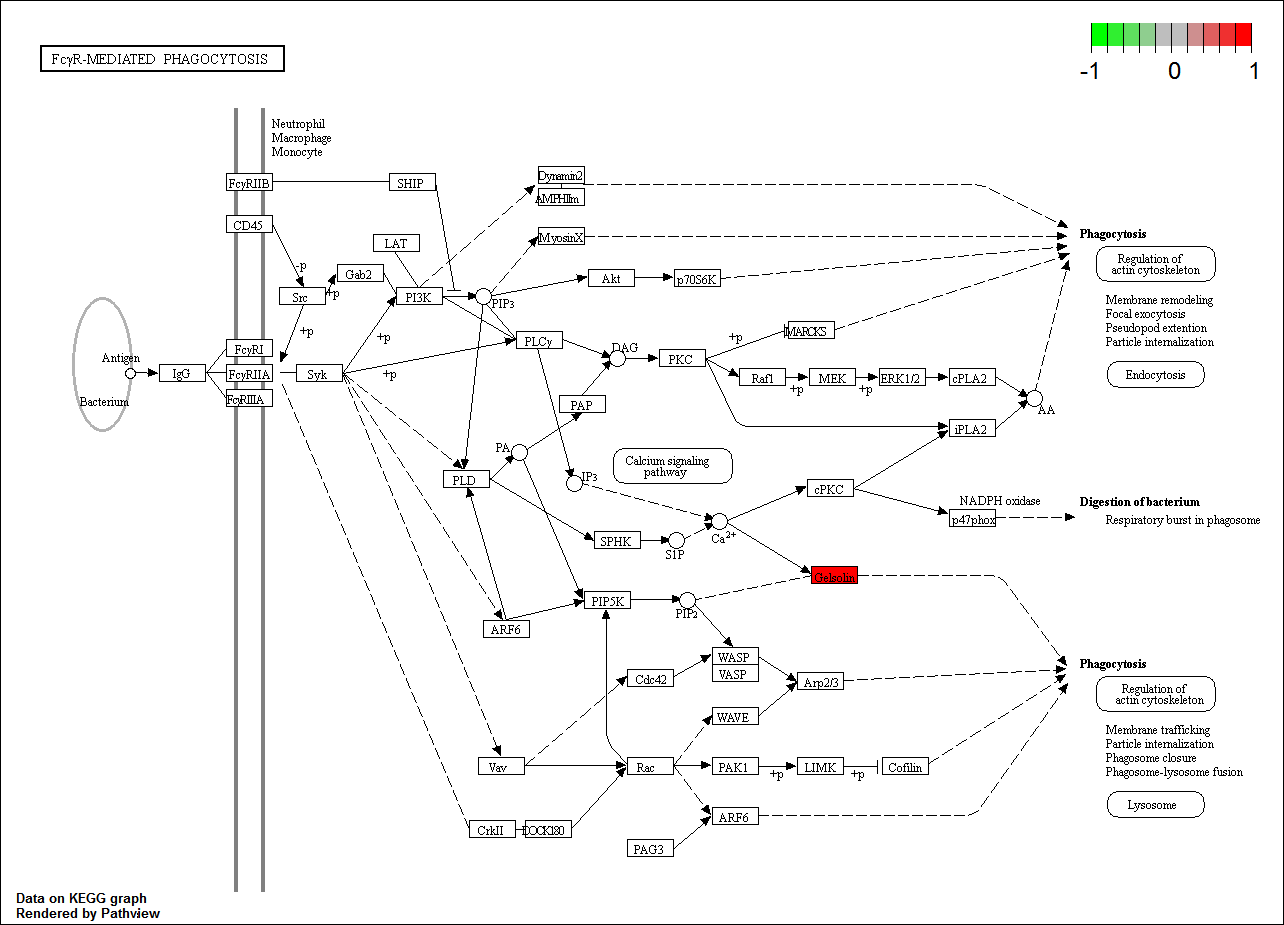 FcγR-MEDIATED PHAGOCYTOSIS
-1 0 1
Neutrophil
Macrophage
Monocyte
FcγRIIB
SHIP
Dynamin2
AMPHIIm
CD45
LAT
MyosinX
Phagocytosis
Regulation of
actin cytoskeleton
-p
Gab2
+p
Src
PI3K
PIP3
Akt
p70S6K
Membrane remodeling
Focal exocytosis
Pseudopod extention
Particle internalization
+p
+p
PLCγ
DAG
+p
MARCKS
Antigen
FcγRI
IgG
FcγRIIA
Syk
+p
PKC
Raf1
+p
MEK
+p
ERK1/2
cPLA2
Endocytosis
Bacterium
FcγRIIIA
PAP
AA
iPLA2
PA
PLD
IP3
Calcium signaling
pathway
cPKC
NADPH oxidase
p47phox
Digestion of bacterium
Respiratory burst in phagosome
SPHK
S1P
Ca2+
Gelsolin
PIP5K
PIP2
ARF6
WASP
VASP
Cdc42
Arp2/3
Phagocytosis
Regulation of
actin cytoskeleton
WAVE
Membrane trafficking
Particle internalization
Phagosome closure
Phagosome-lysosome fusion
Vav
Rac
PAK1
+p
LIMK
+p
Cofilin
Lysosome
CrkII
DOCK180
ARF6
PAG3
Data on KEGG graph
Rendered by Pathview